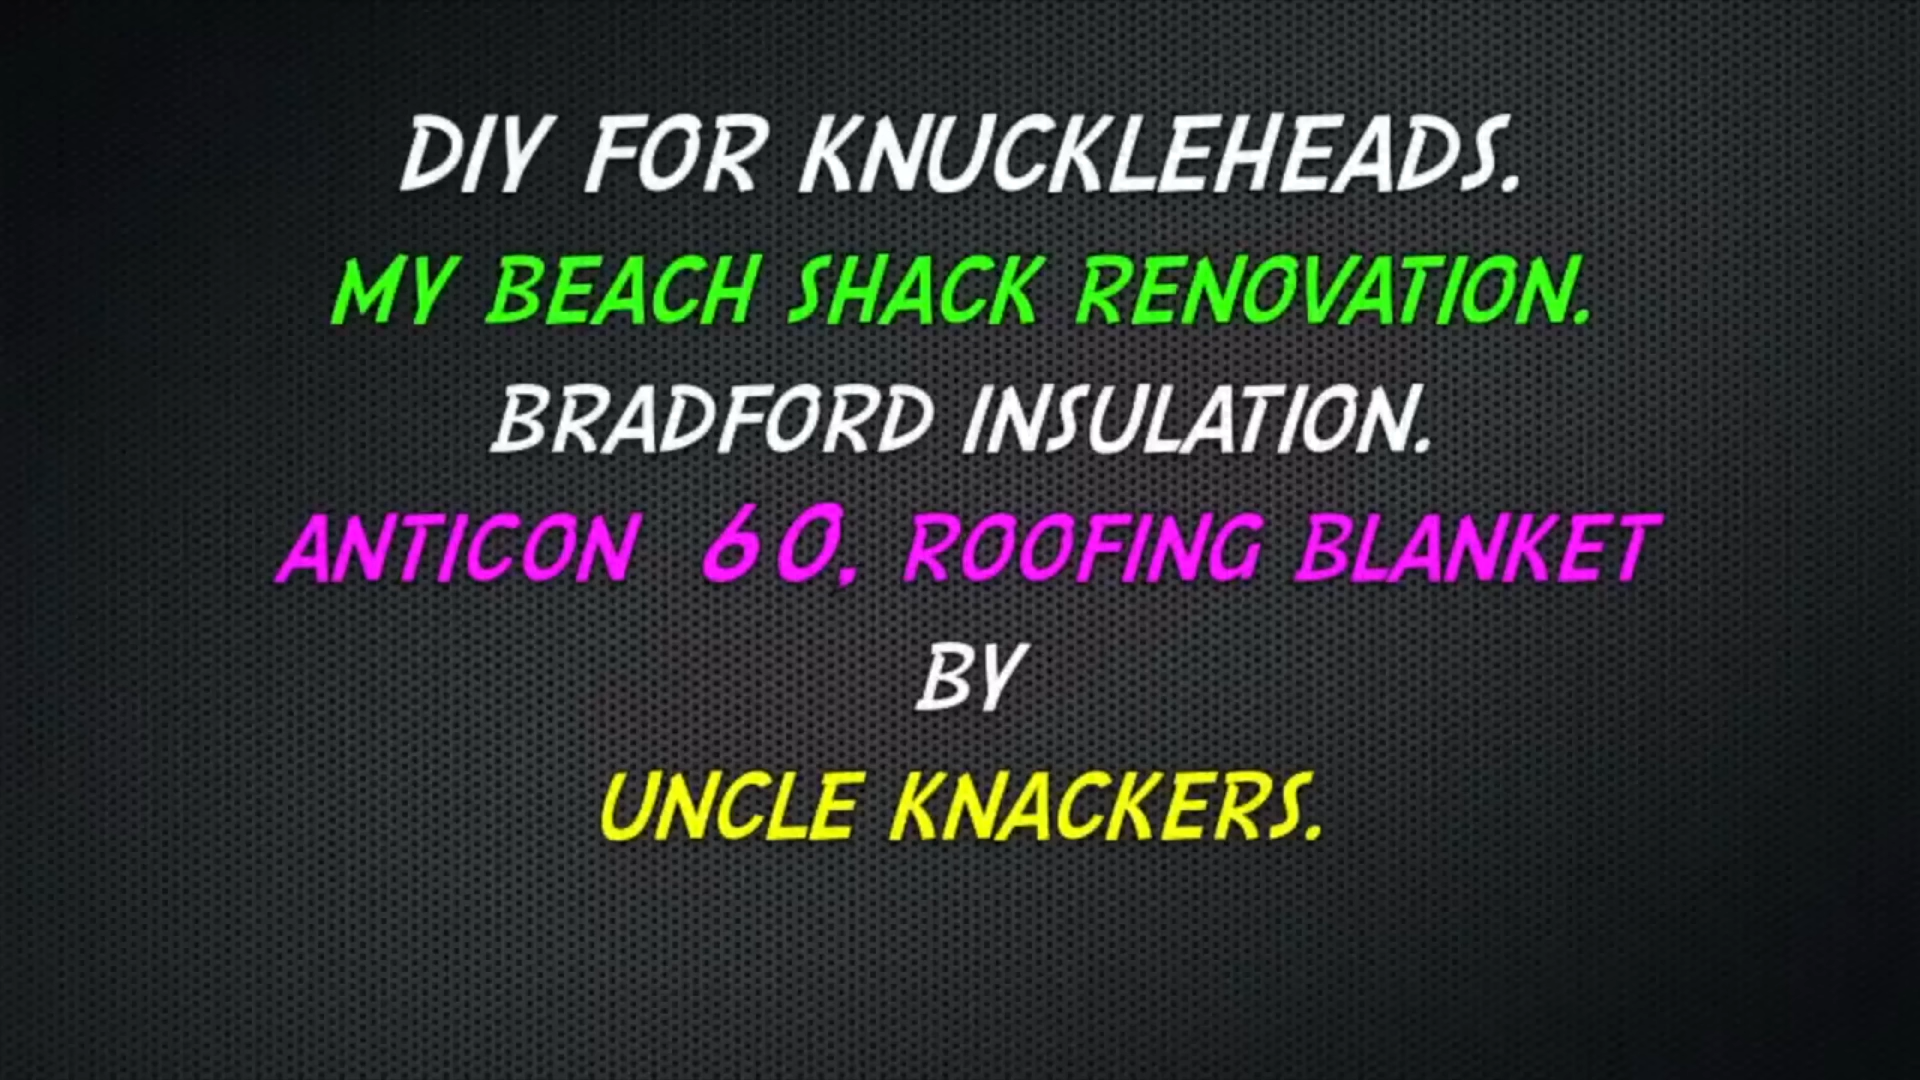 DIY FOR KNUCKLEHEADS.
MY BEACH SHACK RENOVATION.
BRADFORD INSULATION.
ANTICON 60, ROOFING BLANKET
BY
UNCLE KNACKERS.